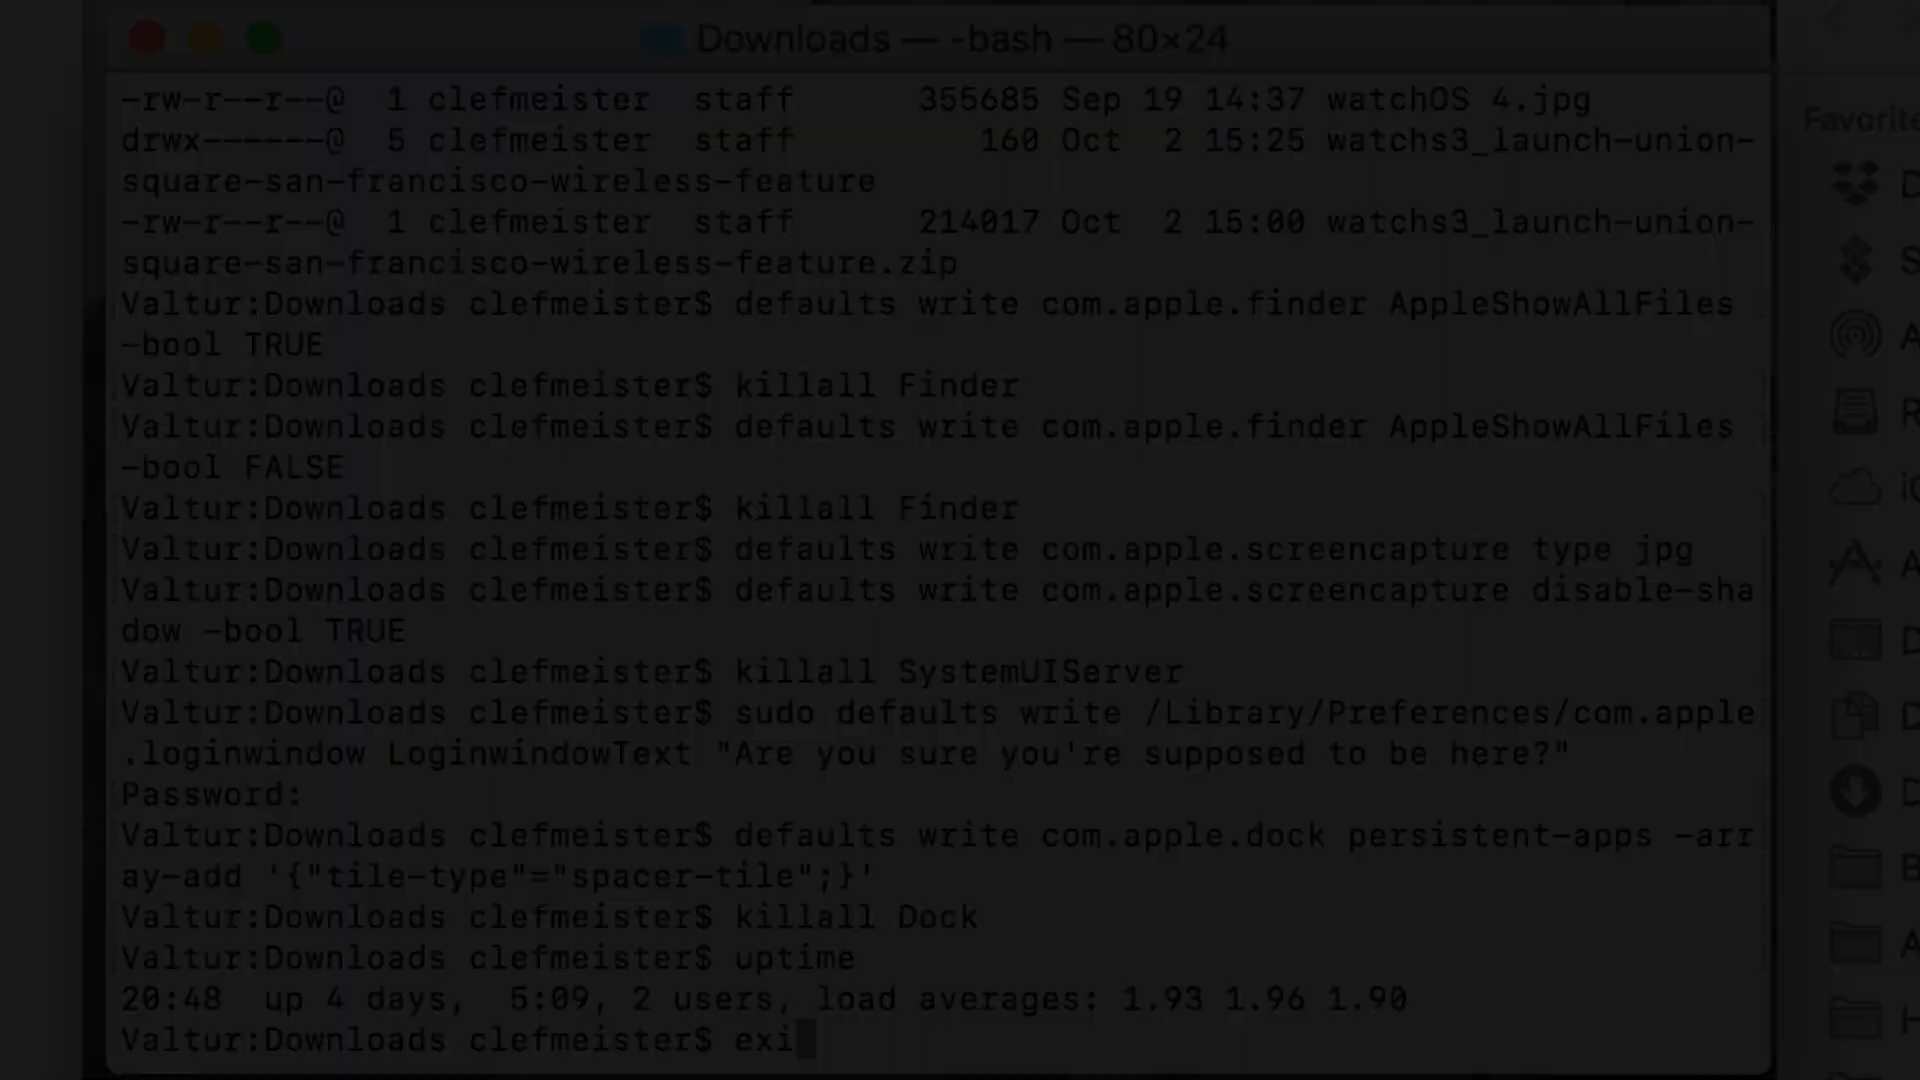 Downloads — -bash — 80×24
-rw-r--r--@  1 clefmeister  staff      355685 Sep 19 14:37 watchOS 4.jpg
drwx------@  5 clefmeister  staff         160 Oct  2 15:25 watchs3_launch-union-
square-san-francisco-wireless-feature
-rw-r--r--@  1 clefmeister  staff      214017 Oct  2 15:00 watchs3_launch-union-
square-san-francisco-wireless-feature.zip
Valtur:Downloads clefmeister$ defaults write com.apple.finder AppleShowAllFiles
-bool TRUE
Valtur:Downloads clefmeister$ killall Finder
Valtur:Downloads clefmeister$ defaults write com.apple.finder AppleShowAllFiles
-bool FALSE
Valtur:Downloads clefmeister$ killall Finder
Valtur:Downloads clefmeister$ defaults write com.apple.screencapture type jpg
Valtur:Downloads clefmeister$ defaults write com.apple.screencapture disable-sha
dow -bool TRUE
Valtur:Downloads clefmeister$ killall SystemUIServer
Valtur:Downloads clefmeister$ sudo defaults write /Library/Preferences/com.apple
.loginwindow LoginwindowText "Are you sure you're supposed to be here?"
Password:
Valtur:Downloads clefmeister$ defaults write com.apple.dock persistent-apps -arr
ay-add '{"tile-type"="spacer-tile";}'
Valtur:Downloads clefmeister$ killall Dock
Valtur:Downloads clefmeister$ uptime
20:48  up 4 days,  5:09, 2 users, load averages: 1.93 1.96 1.90
Valtur:Downloads clefmeister$ exi